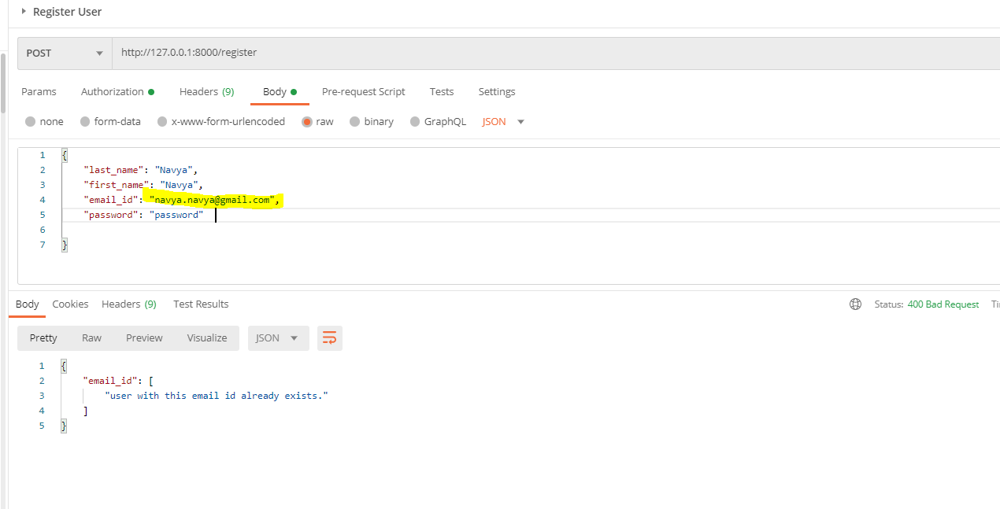 Register User
POST http://127.0.0.1:8000/register
Params Authorization Headers (9) Body Pre-request Script Tests Settings
none form-data x-www-form-urlencoded raw binary GraphQL JSON
1 {
2 "last_name": "Navya",
3 "first_name": "Navya",
4 "email_id": "navya.navya@gmail.com",
5 "password": "password"
6
7 }
Body Cookies Headers (9) Test Results Status: 400 Bad Request Ti
Pretty Raw Preview Visualize JSON
1 {
2 "email_id": [
3 "user with this email id already exists."
4 ]
5 }